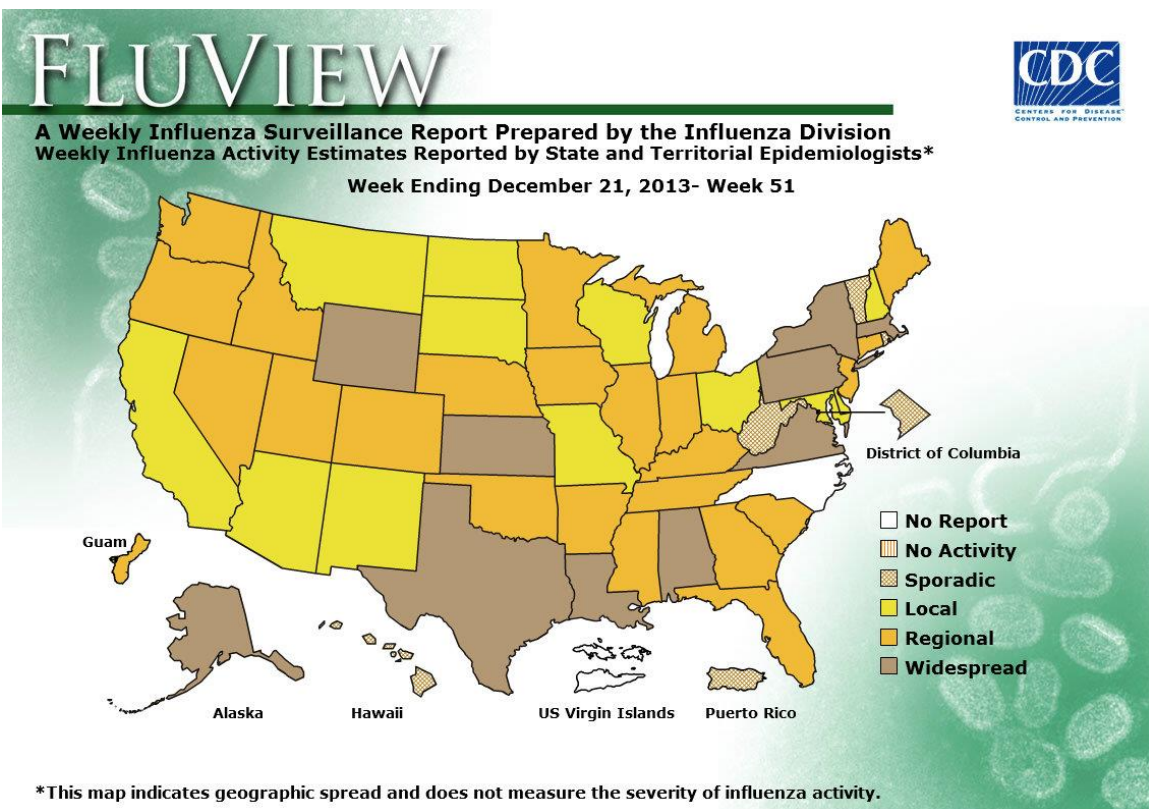 FLUVIEW
CDC
CENTERS FOR DISEASE
CONTROL AND PREVENTION
A Weekly Influenza Surveillance Report Prepared by the Influenza Division
Weekly Influenza Activity Estimates Reported by State and Territorial Epidemiologists*
Week Ending December 21, 2013- Week 51
District of Columbia
No Report
Guam
No Activity
Sporadic
Local
Regional
Widespread
Alaska
Hawaii
US Virgin Islands
Puerto Rico
*This map indicates geographic spread and does not measure the severity of influenza activity.